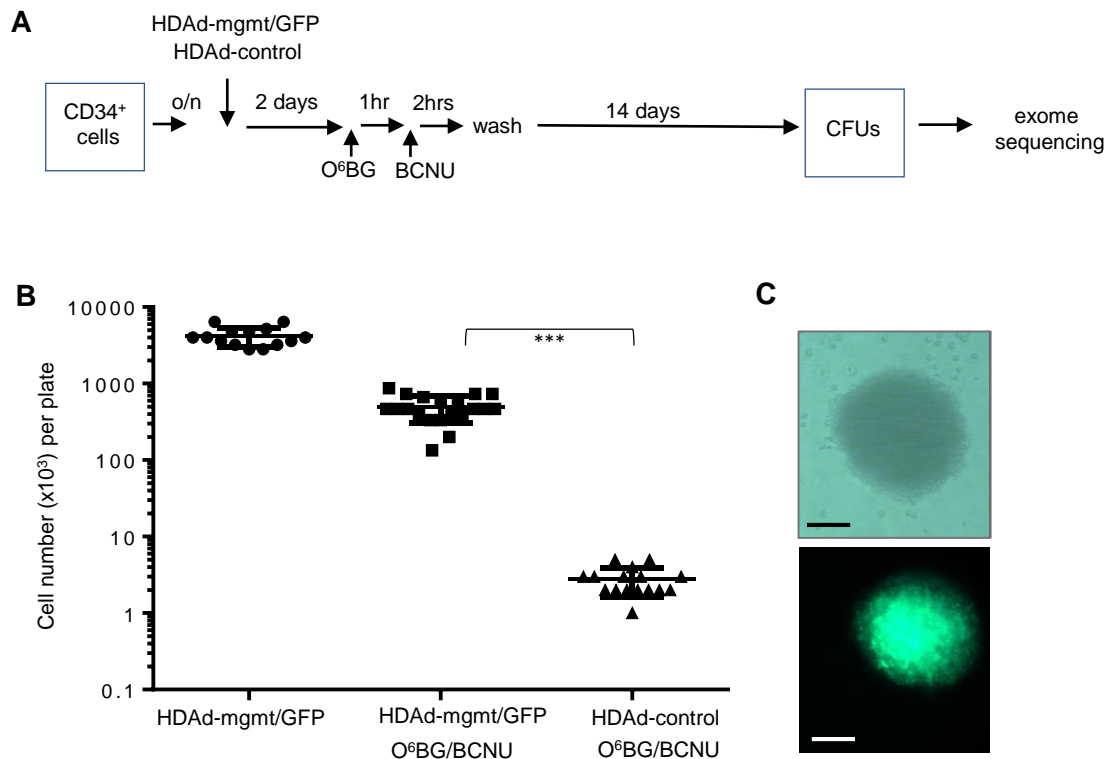 A
HDAd-mgmt/GFP
HDAd-control
CD34⁺
cells
o/n
2 days
1hr
2hrs
wash
14 days
CFUs
exome
sequencing
O⁶BG
BCNU
B
C
Cell number (x10³) per plate
10000
1000
100
10
1
0.1
***
HDAd-mgmt/GFP
HDAd-mgmt/GFP
O⁶BG/BCNU
HDAd-control
O⁶BG/BCNU